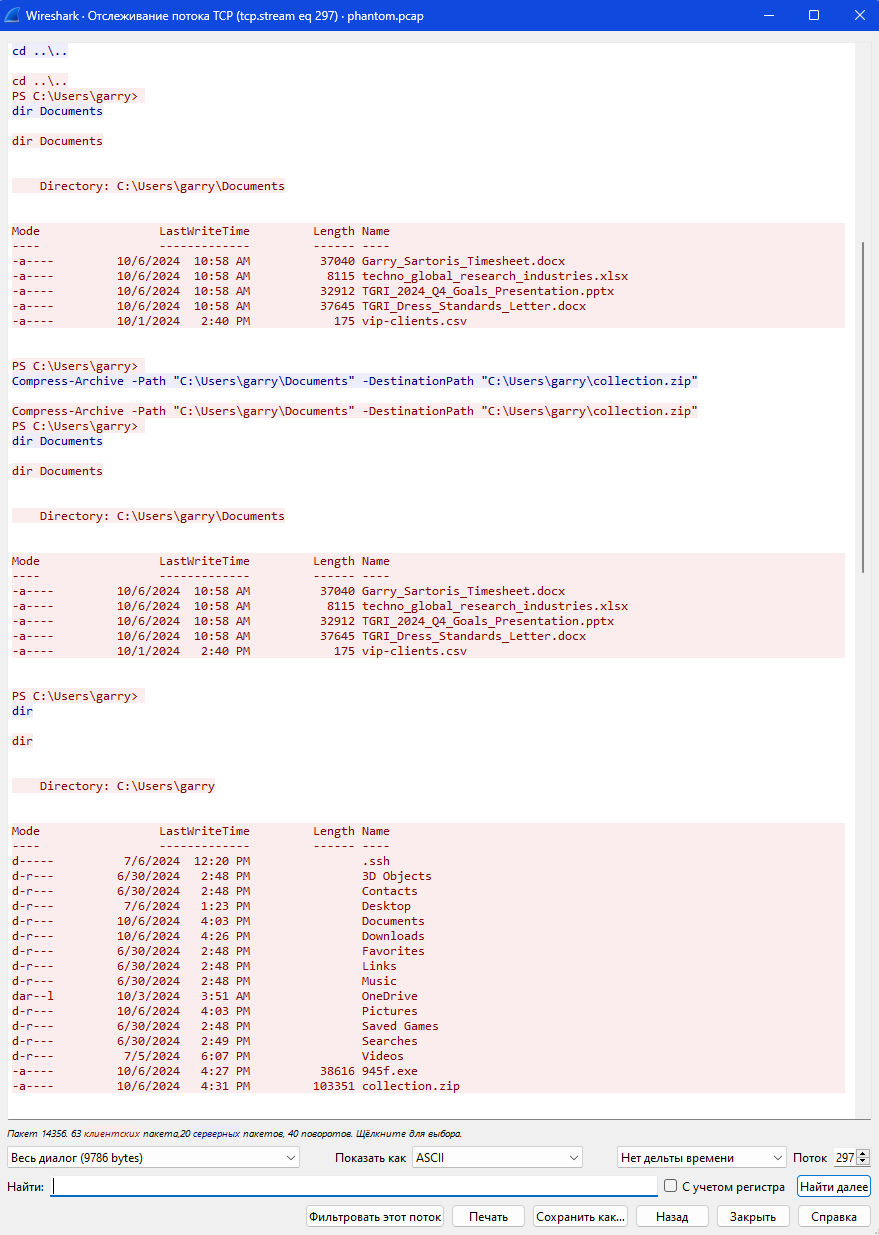 Wireshark · Отслеживание потока TCP (tcp.stream eq 297) · phantom.pcap
cd ..\..
cd ..\..
PS C:\Users\garry>
dir Documents
dir Documents
Directory: C:\Users\garry\Documents
Mode LastWriteTime Length Name
---- ------------- ------ ----
-a---- 10/6/2024 10:58 AM 37040 Garry_Sartoris_Timesheet.docx
-a---- 10/6/2024 10:58 AM 8115 techno_global_research_industries.xlsx
-a---- 10/6/2024 10:58 AM 32912 TGRI_2024_Q4_Goals_Presentation.pptx
-a---- 10/6/2024 10:58 AM 37645 TGRI_Dress_Standards_Letter.docx
-a---- 10/1/2024 2:40 PM 175 vip-clients.csv
PS C:\Users\garry>
Compress-Archive -Path "C:\Users\garry\Documents" -DestinationPath "C:\Users\garry\collection.zip"
Compress-Archive -Path "C:\Users\garry\Documents" -DestinationPath "C:\Users\garry\collection.zip"
PS C:\Users\garry>
dir Documents
dir Documents
Directory: C:\Users\garry\Documents
Mode LastWriteTime Length Name
---- ------------- ------ ----
-a---- 10/6/2024 10:58 AM 37040 Garry_Sartoris_Timesheet.docx
-a---- 10/6/2024 10:58 AM 8115 techno_global_research_industries.xlsx
-a---- 10/6/2024 10:58 AM 32912 TGRI_2024_Q4_Goals_Presentation.pptx
-a---- 10/6/2024 10:58 AM 37645 TGRI_Dress_Standards_Letter.docx
-a---- 10/1/2024 2:40 PM 175 vip-clients.csv
PS C:\Users\garry>
dir
dir
Directory: C:\Users\garry
Mode LastWriteTime Length Name
---- ------------- ------ ----
d----- 7/6/2024 12:20 PM .ssh
d-r--- 6/30/2024 2:48 PM 3D Objects
d-r--- 6/30/2024 2:48 PM Contacts
d-r--- 7/6/2024 1:23 PM Desktop
d-r--- 10/6/2024 4:03 PM Documents
d-r--- 10/6/2024 4:26 PM Downloads
d-r--- 6/30/2024 2:48 PM Favorites
d-r--- 6/30/2024 2:48 PM Links
d-r--- 6/30/2024 2:48 PM Music
dar--l 10/3/2024 3:51 AM OneDrive
d-r--- 10/6/2024 4:03 PM Pictures
d-r--- 6/30/2024 2:48 PM Saved Games
d-r--- 6/30/2024 2:49 PM Searches
d-r--- 7/5/2024 6:07 PM Videos
-a---- 10/6/2024 4:27 PM 38616 945f.exe
-a---- 10/6/2024 4:31 PM 103351 collection.zip
Пакет 14356. 63 клиентских пакета,20 серверных пакетов, 40 поворотов. Щёлкните для выбора.
Весь диалог (9786 bytes) Показать как ASCII Нет дельты времени Поток 297
Найти: С учетом регистра Найти далее
Фильтровать этот поток Печать Сохранить как... Назад Закрыть Справка